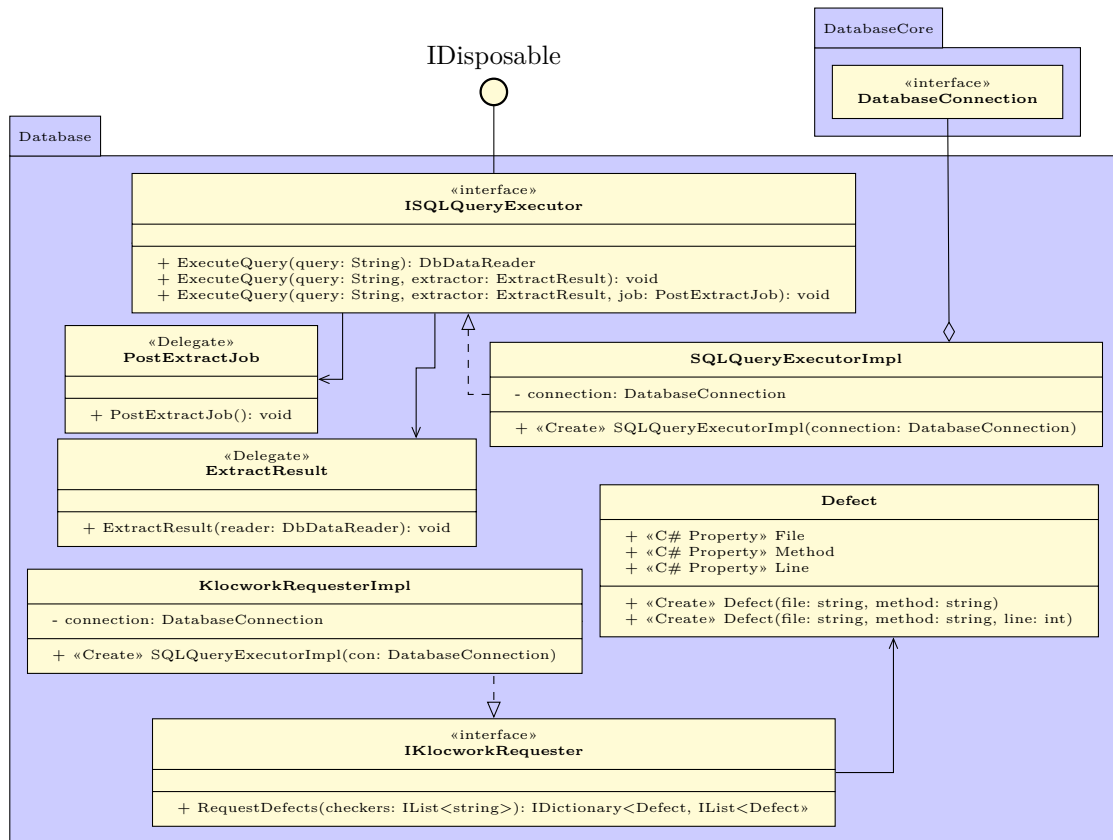 DatabaseCore
«interface»
DatabaseConnection
IDisposable
Database
«interface»
ISQLQueryExecutor
+ ExecuteQuery(query: String): DbDataReader
+ ExecuteQuery(query: String, extractor: ExtractResult): void
+ ExecuteQuery(query: String, extractor: ExtractResult, job: PostExtractJob): void
«Delegate»
PostExtractJob
+ PostExtractJob(): void
SQLQueryExecutorImpl
- connection: DatabaseConnection
+ «Create» SQLQueryExecutorImpl(connection: DatabaseConnection)
«Delegate»
ExtractResult
+ ExtractResult(reader: DbDataReader): void
Defect
+ «C# Property» File
+ «C# Property» Method
+ «C# Property» Line
+ «Create» Defect(file: string, method: string)
+ «Create» Defect(file: string, method: string, line: int)
KlocworkRequesterImpl
- connection: DatabaseConnection
+ «Create» SQLQueryExecutorImpl(con: DatabaseConnection)
«interface»
IKlocworkRequester
+ RequestDefects(checkers: IList<string>): IDictionary<Defect, IList<Defect»